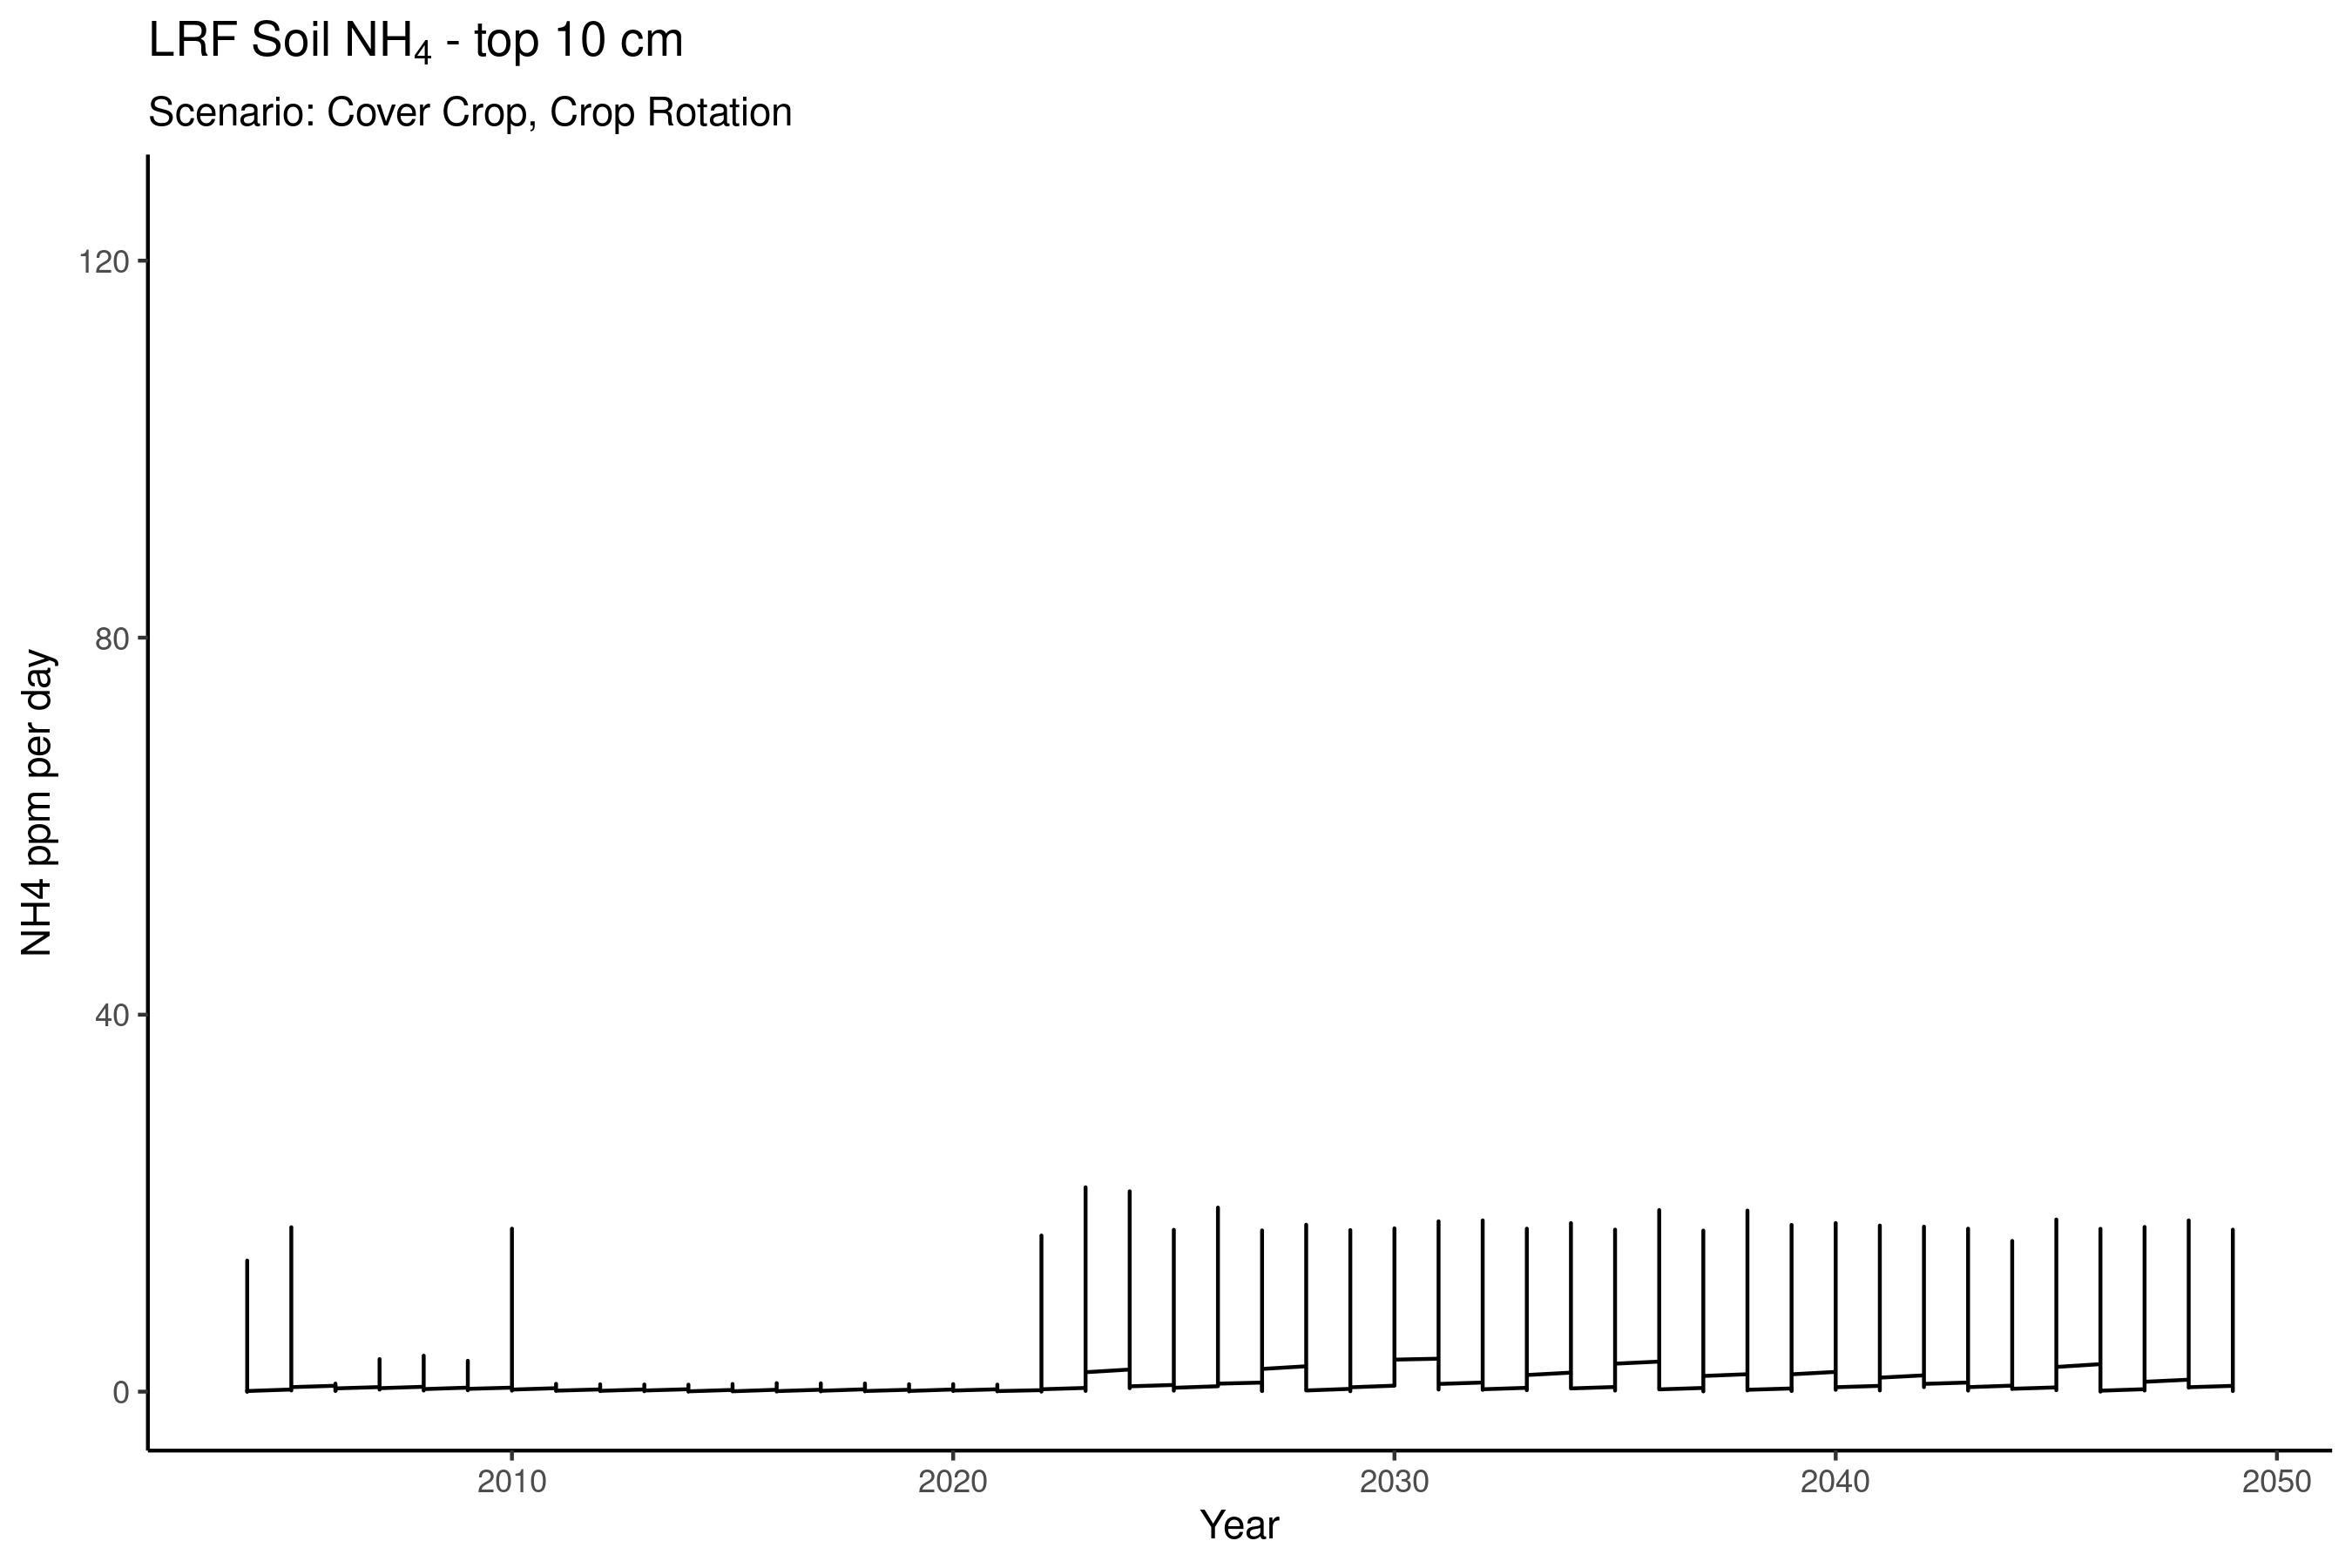 LRF Soil NH₄ - top 10 cm
Scenario: Cover Crop, Crop Rotation
NH4 ppm per day
120
80
40
0
2010 2020 2030 2040 2050
Year